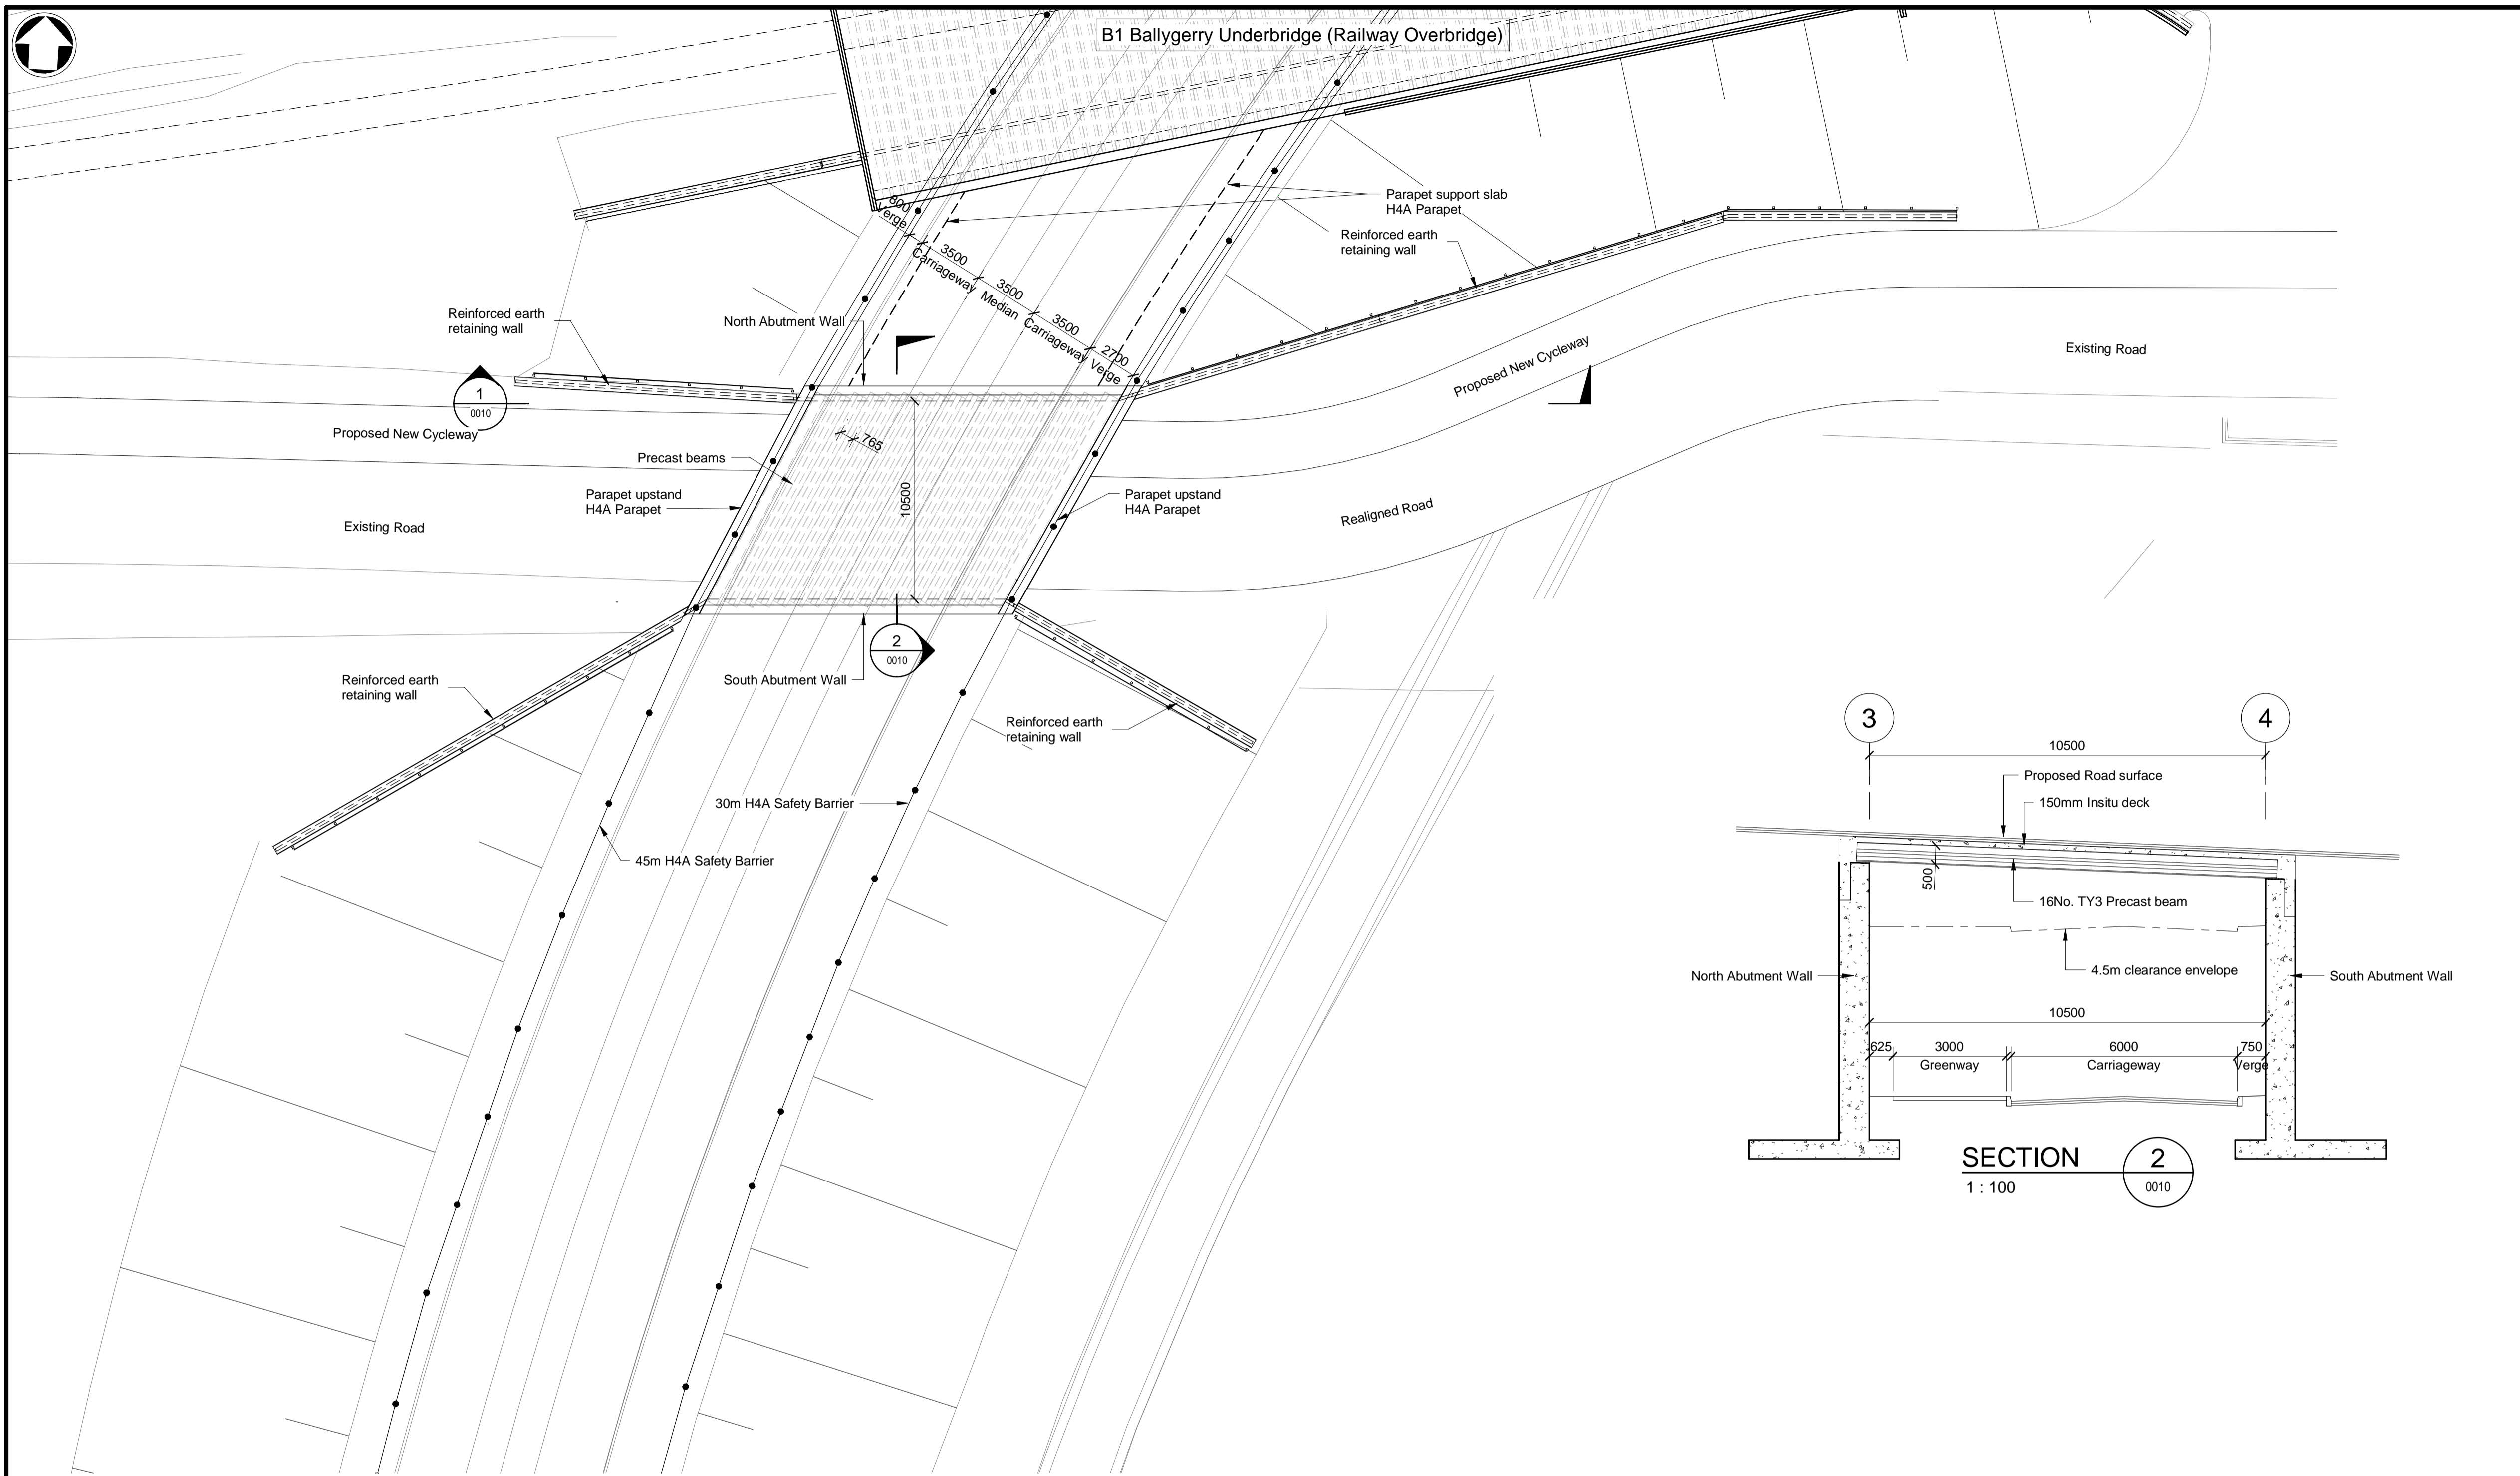 B1 Ballygerry Underbridge (Railway Overbridge)
800
Verge
3500
Carriageway
3500
Median
3500
Carriageway
2700
Verge
Parapet support slab
H4A Parapet
Reinforced earth
retaining wall
Reinforced earth
retaining wall
North Abutment Wall
Proposed New Cycleway
Existing Road
1
0010
Proposed New Cycleway
Precast beams
765
10500
Parapet upstand
H4A Parapet
Parapet upstand
H4A Parapet
Existing Road
Realigned Road
2
0010
South Abutment Wall
Reinforced earth
retaining wall
Reinforced earth
retaining wall
30m H4A Safety Barrier
45m H4A Safety Barrier
3
4
10500
Proposed Road surface
150mm Insitu deck
500
16No. TY3 Precast beam
4.5m clearance envelope
North Abutment Wall
South Abutment Wall
10500
625
3000
6000
750
Greenway
Carriageway
Verge
SECTION
1 : 100
2
0010